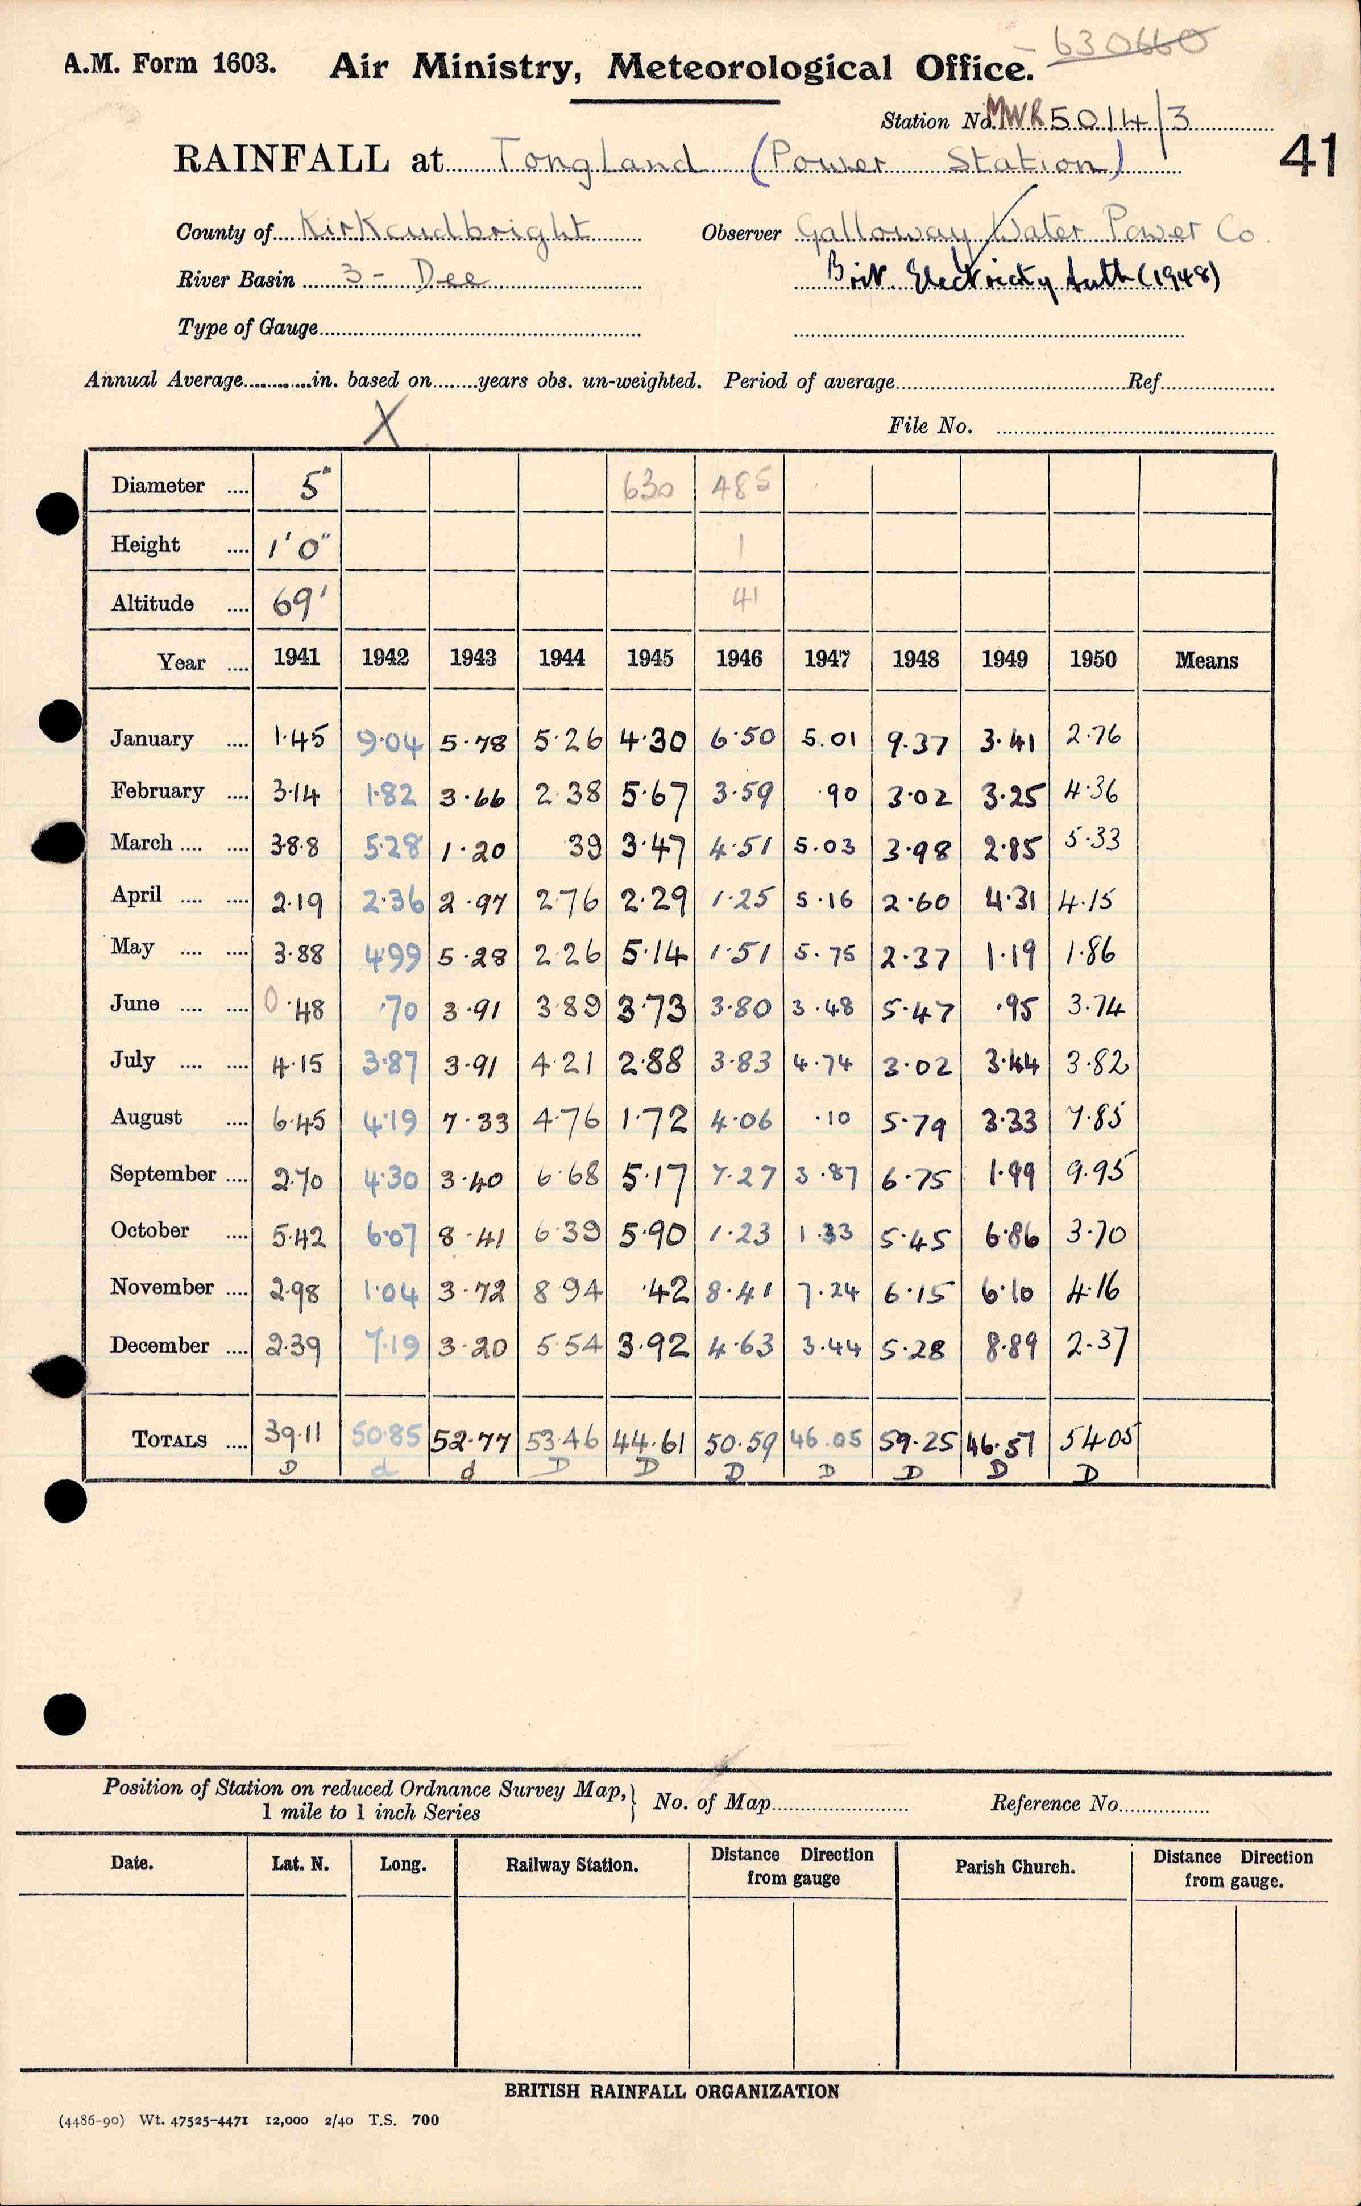 630660
A.M. Form 1603. Air Ministry, Meteorological Office.
Station No. MWR 5014/3
RAINFALL at Tongland (Power Station) 41
County of Kirkcudbright Observer Galloway Water Power Co.
River Basin 3 - Dee Brit. Electricity Auth (1948)
Type of Gauge
Annual Average in. based on years obs. un-weighted. Period of average Ref
X File No.
Diameter .... 5" 630 485
Height .... 1'0" 1
Altitude .... 69' 41
Year .... 1941 1942 1943 1944 1945 1946 1947 1948 1949 1950 Means
January .... 1.45 9.04 5.78 5.26 4.30 6.50 5.01 9.37 3.41 2.76
February .... 3.14 1.82 3.66 2 38 5.67 3.59 .90 3.02 3.25 4.36
March .... .... 3.88 5.28 1.20 39 3.47 4.51 5.03 3.98 2.85 5.33
April .... .... 2.19 2.36 2.97 2 76 2.29 1.25 5.16 2.60 4.31 4.15
May .... .... 3.88 4.99 5.28 2 26 5.14 1.51 5.75 2.37 1.19 1.86
June .... .... 0.48 .70 3.91 3 89 3.73 3.80 3.48 5.47 .95 3.74
July .... .... 4.15 3.87 3.91 4.21 2.88 3.83 4.74 3.02 3.44 3.82
August .... 6.45 4.19 7.33 4.76 1.72 4.06 .10 5.79 3.33 7.85
September .... 2.70 4.30 3.40 6 68 5.17 7.27 3.87 6.75 1.99 9.95
October .... 5.42 6.07 8.41 6 39 5.90 1.23 1.33 5.45 6.86 3.70
November .... 2.98 1.04 3.72 8 94 .42 8.41 7.24 6.15 6.10 4.16
December .... 2.39 7.19 3.20 5.54 3.92 4.63 3.44 5.28 8.89 2.37
TOTALS .... 39.11 50.85 52.77 53.46 44.61 50.59 46.05 59.25 46.57 54.05
D d d D D D D D D D
Position of Station on reduced Ordnance Survey Map, } No. of Map Reference No.
1 mile to 1 inch Series
Date. Lat. N. Long. Railway Station. Distance Direction from gauge Parish Church. Distance Direction from gauge.
BRITISH RAINFALL ORGANIZATION
(4486-90) Wt. 47525-4471 12,000 2/40 T.S. 700